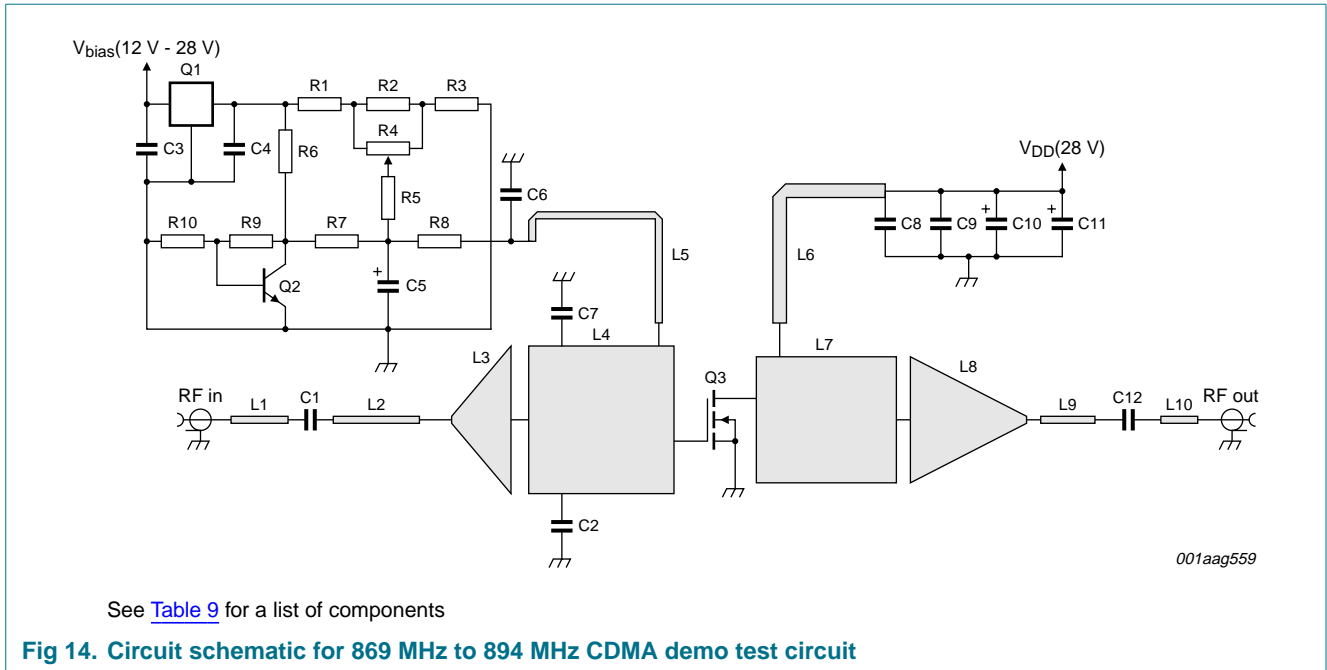 V_bias(12 V - 28 V)
Q1
R1
R2
R3
R4
C3
C4
R6
R5
C6
V_DD(28 V)
R10
R9
R7
R8
C8
C9
+
C10
+
C11
L5
L6
Q2
+
C5
C7
L4
L3
L7
L8
Q3
RF in
L1
C1
L2
L9
C12
L10
RF out
C2
001aag559
See Table 9 for a list of components
Fig 14. Circuit schematic for 869 MHz to 894 MHz CDMA demo test circuit